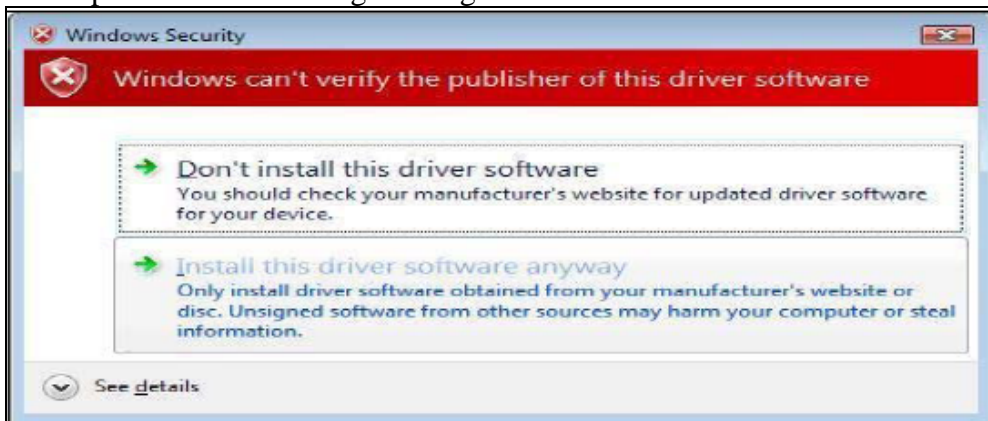 Windows Security
Windows can't verify the publisher of this driver software
Don't install this driver software
You should check your manufacturer's website for updated driver software
for your device.
Install this driver software anyway
Only install driver software obtained from your manufacturer's website or
disc. Unsigned software from other sources may harm your computer or steal
information.
See details